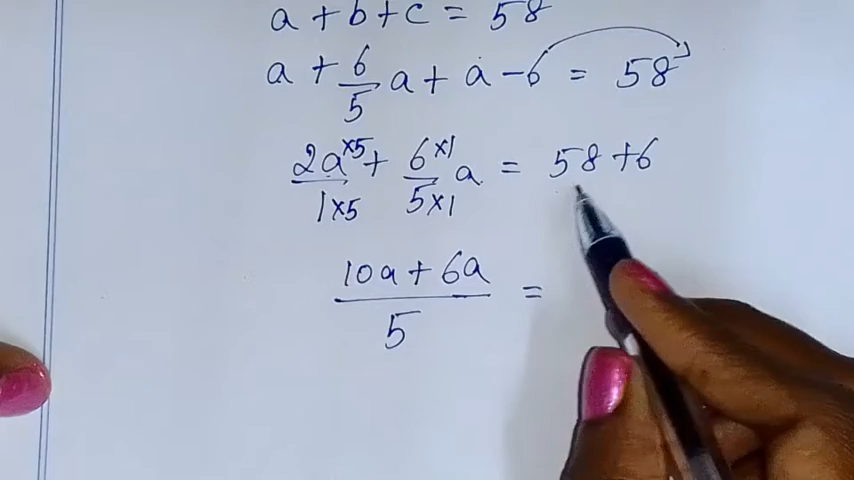 a + b + c = 58
a + 6/5 a + a - 6 = 58
2a×5/1×5 + 6×1/5×1 a = 58 + 6
10a + 6a/5 =